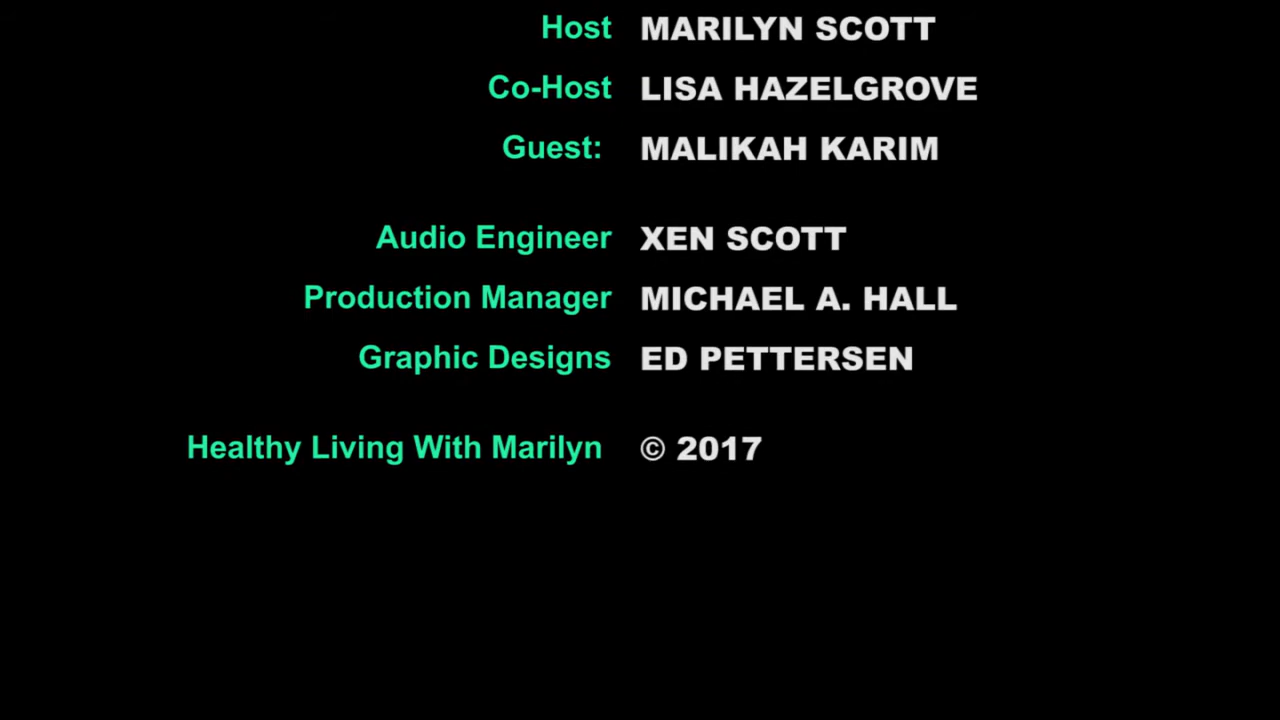 Host MARILYN SCOTT
Co-Host LISA HAZELGROVE
Guest: MALIKAH KARIM
Audio Engineer XEN SCOTT
Production Manager MICHAEL A. HALL
Graphic Designs ED PETTERSEN
Healthy Living With Marilyn © 2017